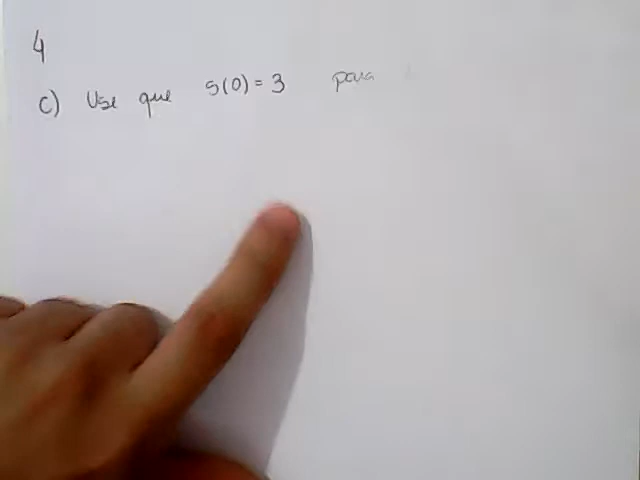 4
c) Use que s(0) = 3 para